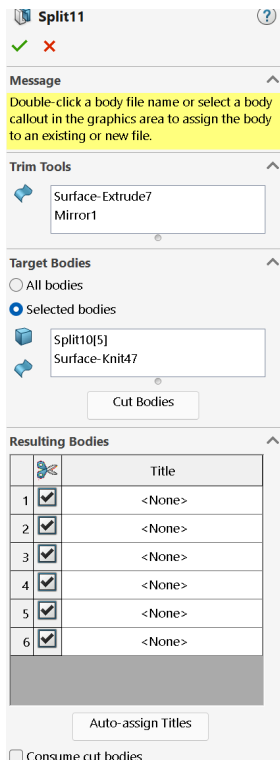 Split11
Message
Double-click a body file name or select a body
callout in the graphics area to assign the body
to an existing or new file.
Trim Tools
Surface-Extrude7
Mirror1
Target Bodies
All bodies
Selected bodies
Split10[5]
Surface-Knit47
Cut Bodies
Resulting Bodies
Title
1 <None>
2 <None>
3 <None>
4 <None>
5 <None>
6 <None>
Auto-assign Titles
Consume cut bodies